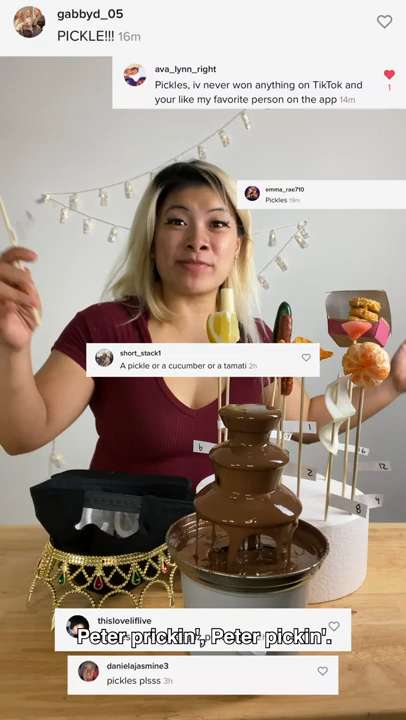 gabbyd_05
PICKLE!!! 16m
ava_lynn_right
Pickles, iv never won anything on TikTok and
your like my favorite person on the app 14m
1
emma_rae710
Pickles 19m
short_stack1
A pickle or a cucumber or a tamati 2h
6
1
2
12
4
8
thisloveliflive
Peter prickin', Peter pickin'.
danielajasmine3
pickles plsss 3h